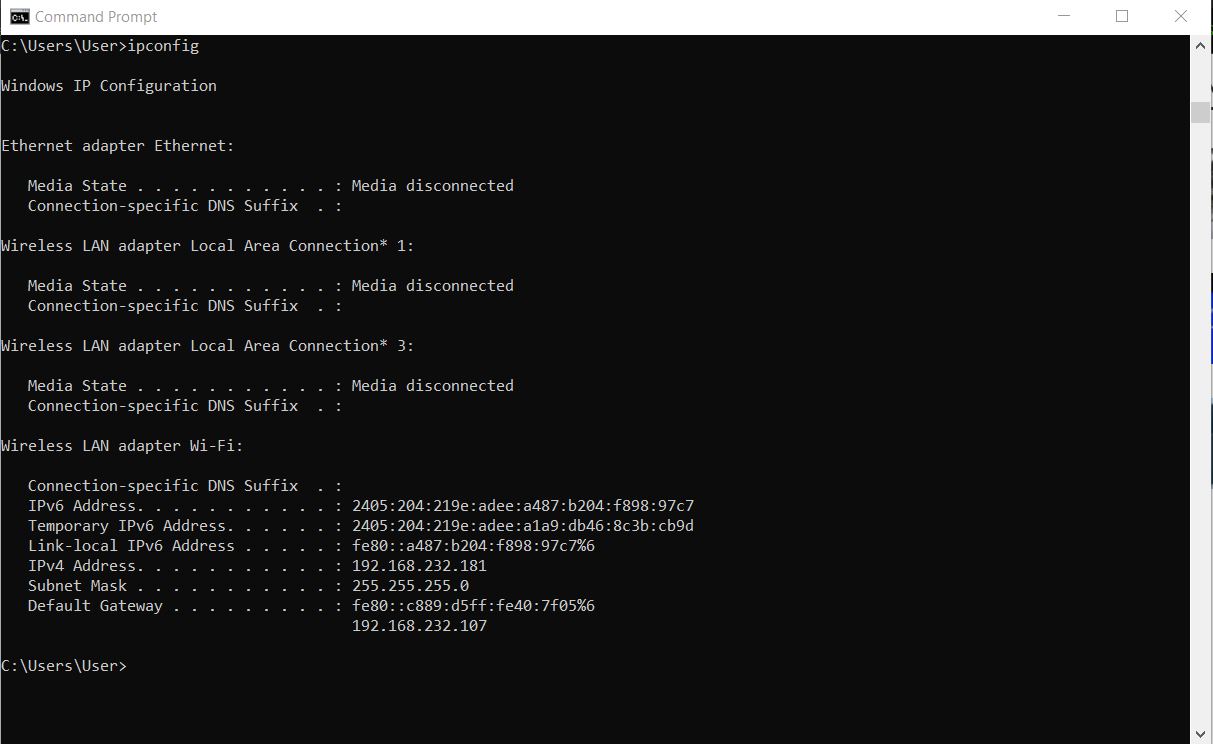 Command Prompt
C:\Users\User>ipconfig
Windows IP Configuration
Ethernet adapter Ethernet:
   Media State . . . . . . . . . . . : Media disconnected
   Connection-specific DNS Suffix  . :
Wireless LAN adapter Local Area Connection* 1:
   Media State . . . . . . . . . . . : Media disconnected
   Connection-specific DNS Suffix  . :
Wireless LAN adapter Local Area Connection* 3:
   Media State . . . . . . . . . . . : Media disconnected
   Connection-specific DNS Suffix  . :
Wireless LAN adapter Wi-Fi:
   Connection-specific DNS Suffix  . :
   IPv6 Address. . . . . . . . . . . : 2405:204:219e:adee:a487:b204:f898:97c7
   Temporary IPv6 Address. . . . . . : 2405:204:219e:adee:a1a9:db46:8c3b:cb9d
   Link-local IPv6 Address . . . . . : fe80::a487:b204:f898:97c7%6
   IPv4 Address. . . . . . . . . . . : 192.168.232.181
   Subnet Mask . . . . . . . . . . . : 255.255.255.0
   Default Gateway . . . . . . . . . : fe80::c889:d5ff:fe40:7f05%6
                                       192.168.232.107
C:\Users\User>